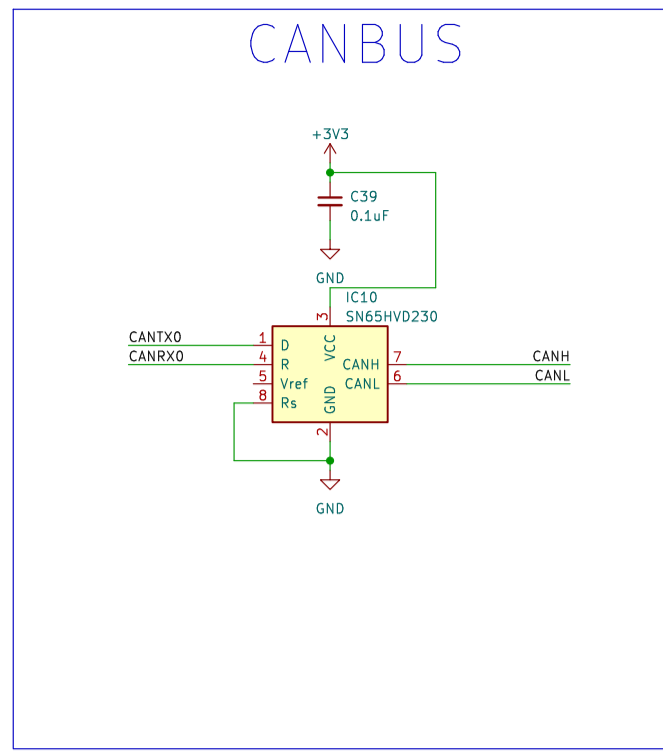 CANBUS
+3V3
C39
0.1uF
GND
IC10
SN65HVD230
3
VCC
CANTX0
1
D
CANRX0
4
R
CANH
7
CANH
5
Vref
CANL
6
CANL
8
Rs
GND
2
GND